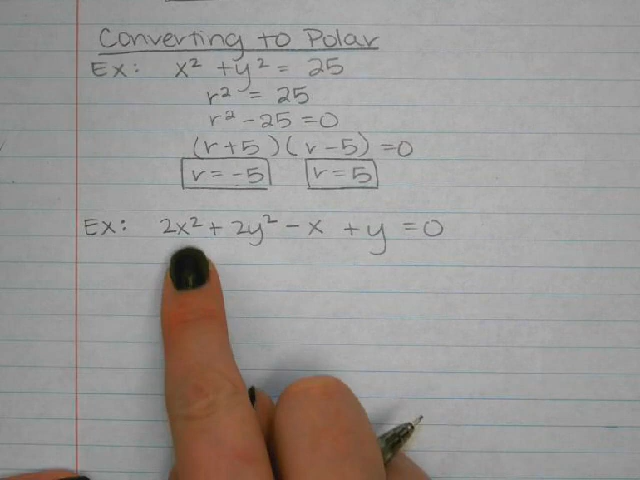 Converting to Polar
Ex: x² + y² = 25
r² = 25
r² - 25 = 0
(r + 5)(r - 5) = 0
r = -5 r = 5
Ex: 2x² + 2y² - x + y = 0